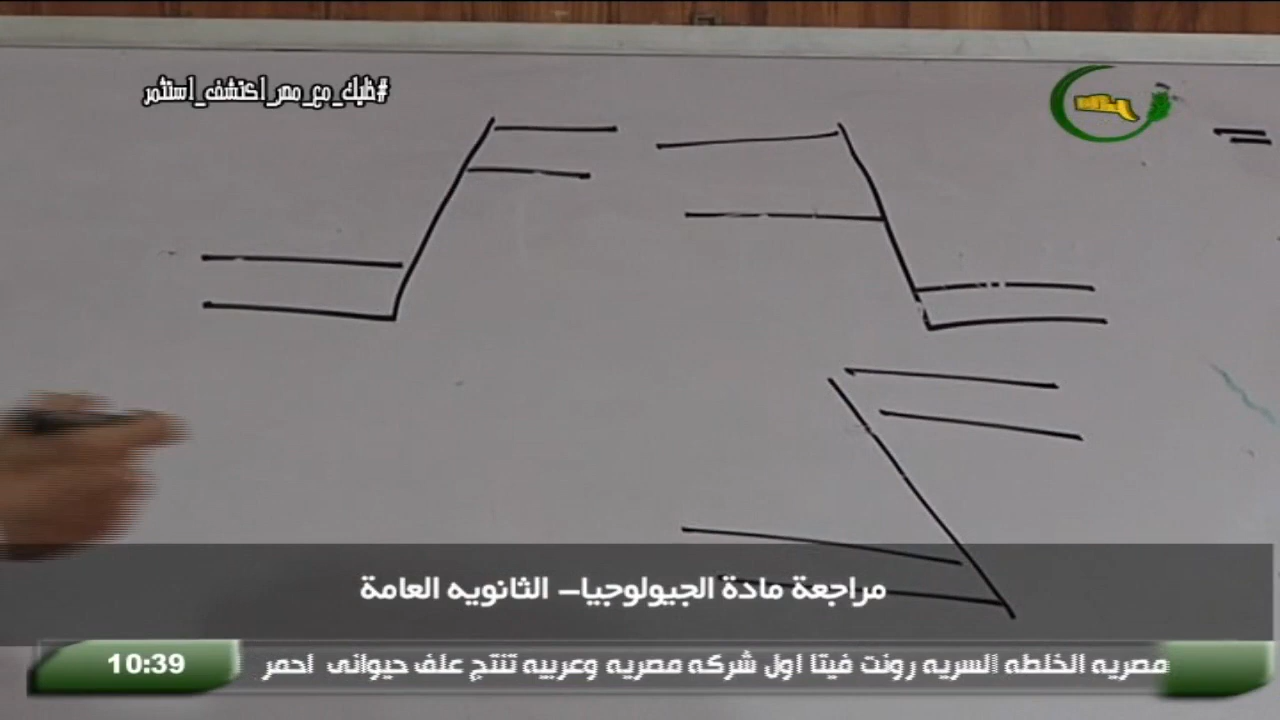 #خليك_مع_مصر_اكتشف_استثمر
مراجعة مادة الجيولوجيا– الثانويه العامة
10:39
مصريه الخلطه السريه رونت فيتا اول شركه مصريه وعربيه تنتج علف حيوانى احمر